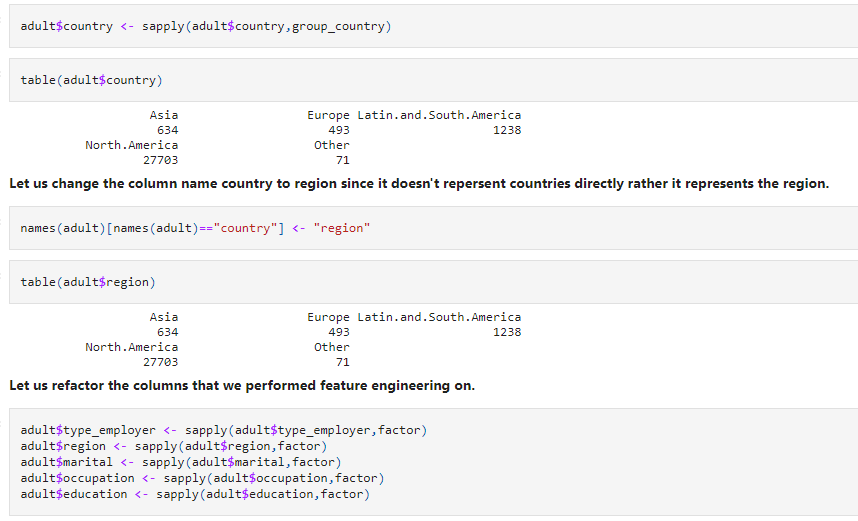 adult$country <- sapply(adult$country,group_country)
table(adult$country)
Asia Europe Latin.and.South.America
634 493 1238
North.America Other
27703 71
Let us change the column name country to region since it doesn't repersent countries directly rather it represents the region.
names(adult)[names(adult)=="country"] <- "region"
table(adult$region)
Asia Europe Latin.and.South.America
634 493 1238
North.America Other
27703 71
Let us refactor the columns that we performed feature engineering on.
adult$type_employer <- sapply(adult$type_employer,factor)
adult$region <- sapply(adult$region,factor)
adult$marital <- sapply(adult$marital,factor)
adult$occupation <- sapply(adult$occupation,factor)
adult$education <- sapply(adult$education,factor)